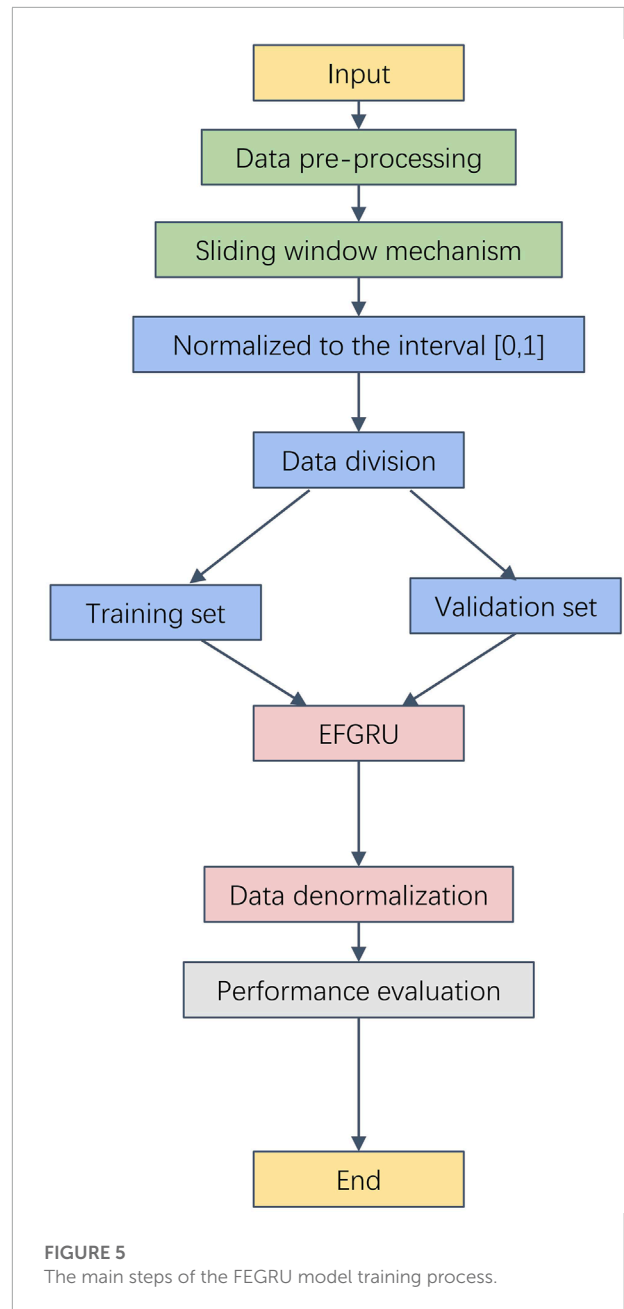 Input
Data pre-processing
Sliding window mechanism
Normalized to the interval [0,1]
Data division
Training set
Validation set
EFGRU
Data denormalization
Performance evaluation
End
FIGURE 5
The main steps of the FEGRU model training process.